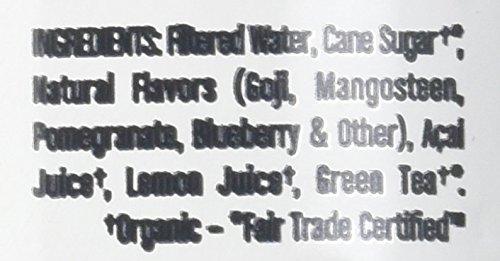 INGREDIENTS: Filtered Water, Cane Sugar†°,
Natural Flavors (Goji, Mangosteen,
Pomegranate, Blueberry & Other), Açai
Juice†, Lemon Juice†, Green Tea†°.
†Organic – °Fair Trade Certified™